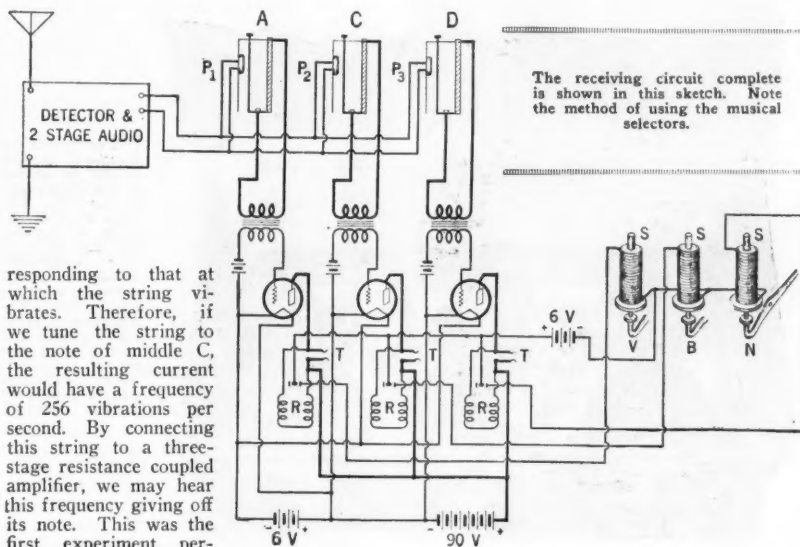 A C D
P1 P2 P3
DETECTOR &
2 STAGE AUDIO
The receiving circuit complete
is shown in this sketch. Note
the method of using the musical
selectors.
S S S
V B N
+ 6 V -
T T T
R R R
- 6 V +
- 90 V +
responding to that at
which the string vi-
brates. Therefore, if
we tune the string to
the note of middle C,
the resulting current
would have a frequency
of 256 vibrations per
second. By connecting
this string to a three-
stage resistance coupled
amplifier, we may hear
this frequency giving off
its note. This was the
first experiment per-